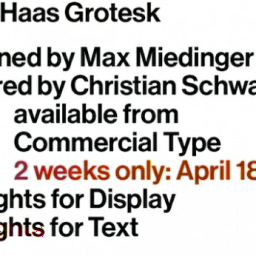 Haas Grotesk
ned by Max Miedinger
red by Christian Schwa
available from
Commercial Type
2 weeks only: April 18
ghts for Display
ghts for Text